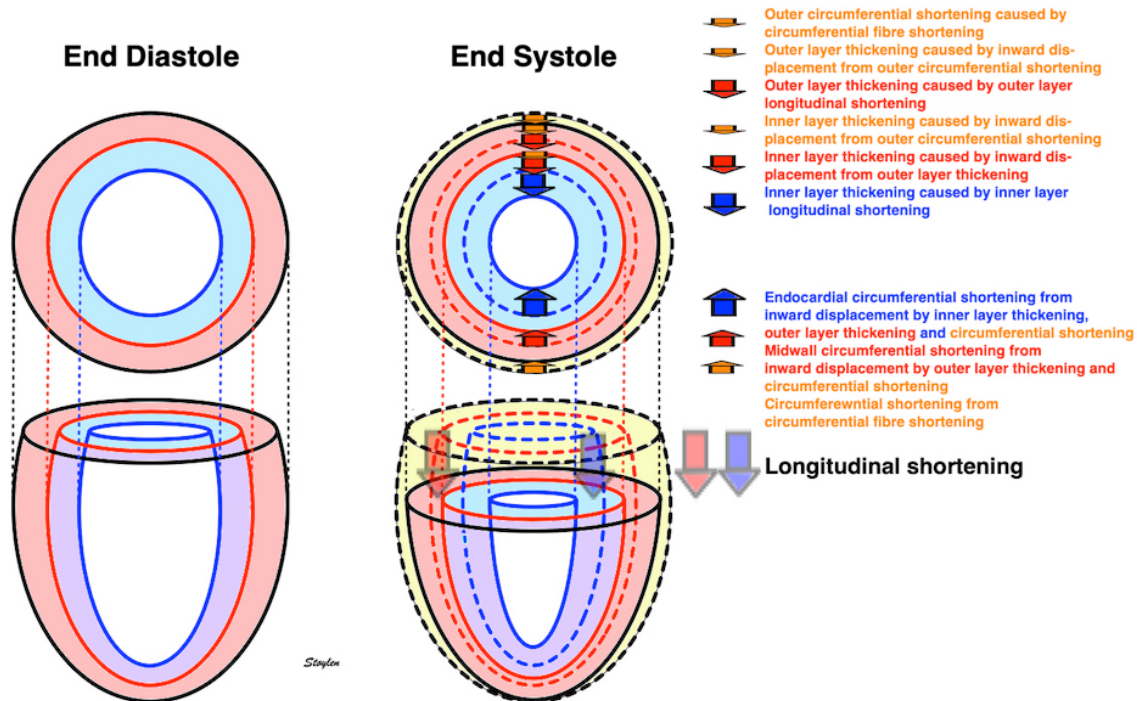 End Diastole
End Systole
Outer circumferential shortening caused by
circumferential fibre shortening
Outer layer thickening caused by inward dis-
placement from outer circumferential shortening
Outer layer thickening caused by outer layer
longitudinal shortening
Inner layer thickening caused by inward dis-
placement from outer circumferential shortening
Inner layer thickening caused by inward dis-
placement from outer layer thickening
Inner layer thickening caused by inner layer
longitudinal shortening
Endocardial circumferential shortening from
inward displacement by inner layer thickening,
outer layer thickening and circumferential shortening
Midwall circumferential shortening from
inward displacement by outer layer thickening and
circumferential shortening
Circumferewntial shortening from
circumferential fibre shortening
Longitudinal shortening
Stoylen